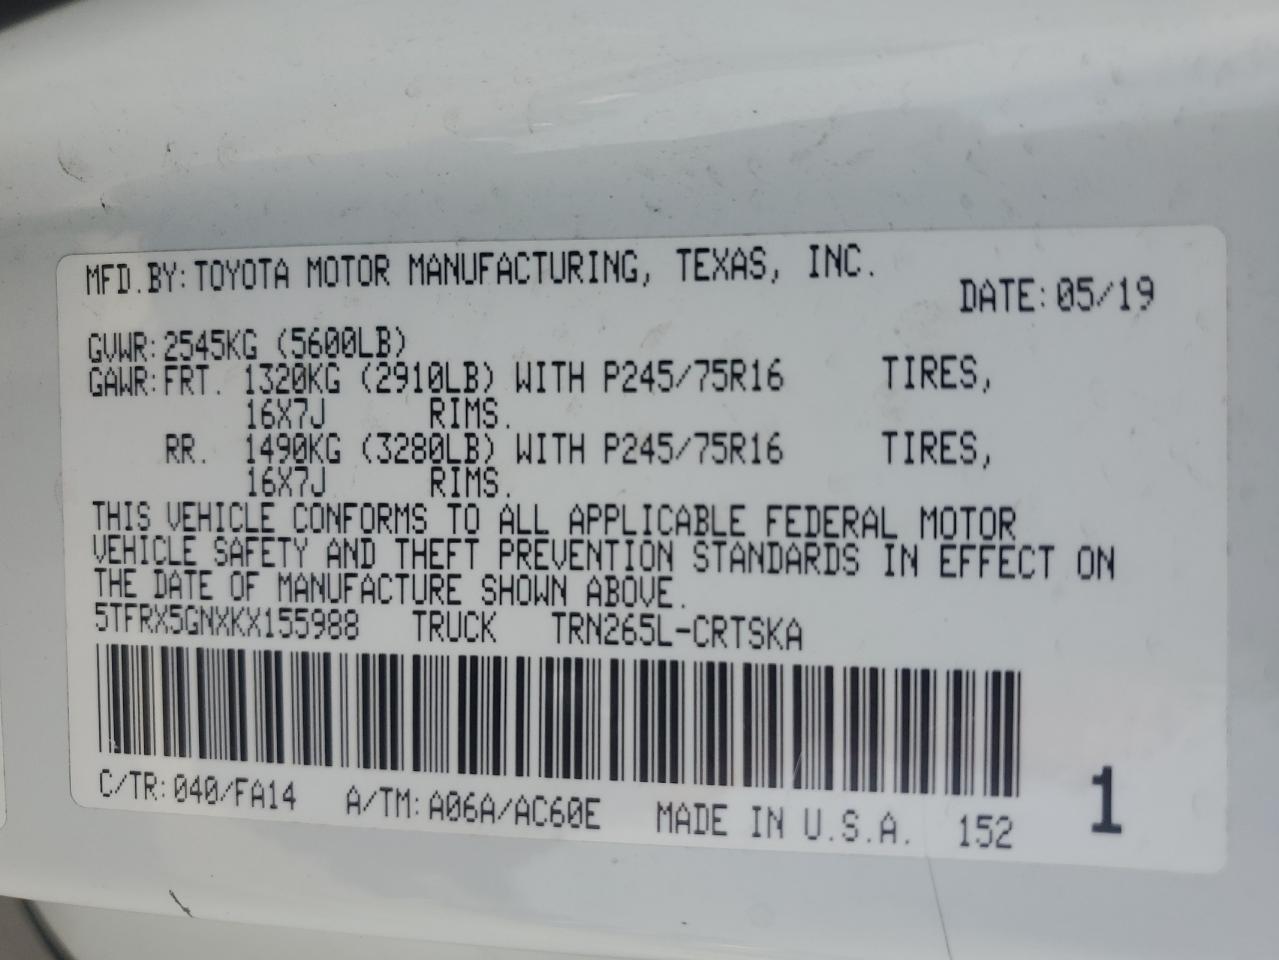 MFD.BY:TOYOTA MOTOR MANUFACTURING, TEXAS, INC.
DATE:05/19
GVWR:2545KG (5600LB)
GAWR:FRT. 1320KG (2910LB) WITH P245/75R16 TIRES,
16X7J RIMS.
RR. 1490KG (3280LB) WITH P245/75R16 TIRES,
16X7J RIMS.
THIS VEHICLE CONFORMS TO ALL APPLICABLE FEDERAL MOTOR
VEHICLE SAFETY AND THEFT PREVENTION STANDARDS IN EFFECT ON
THE DATE OF MANUFACTURE SHOWN ABOVE.
5TFRX5GNXKX155988 TRUCK TRN265L-CRTSKA
C/TR:040/FA14 A/TM:A06A/AC60E MADE IN U.S.A. 152 1